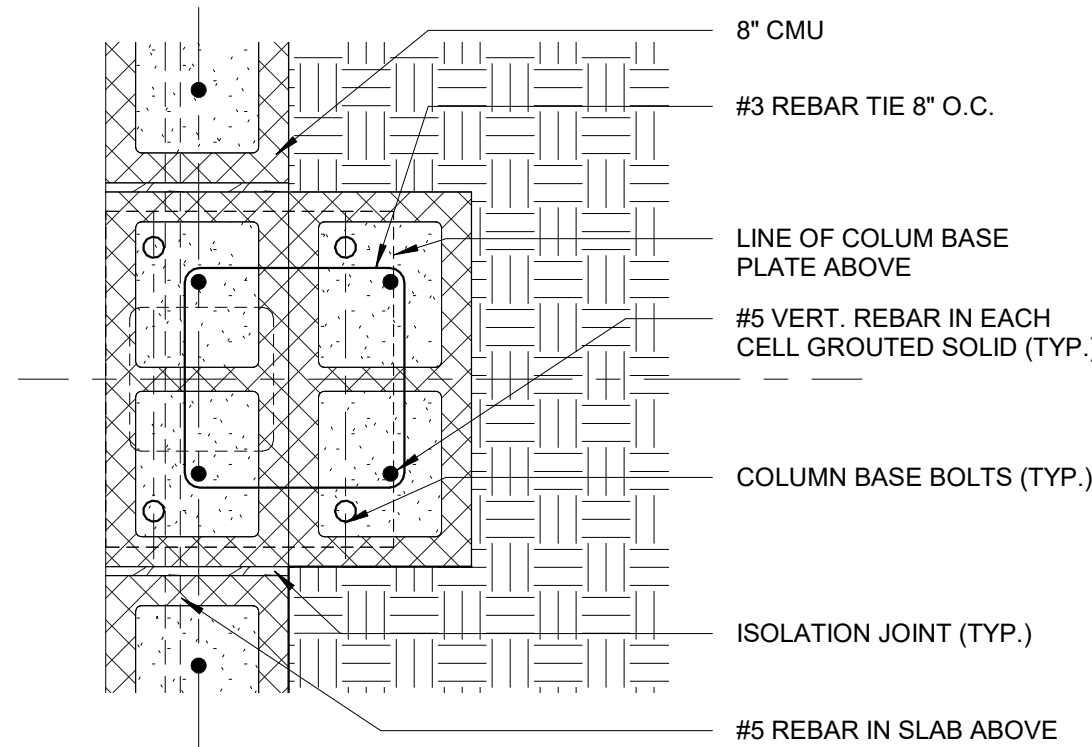 8" CMU
#3 REBAR TIE 8" O.C.
LINE OF COLUM BASE
PLATE ABOVE
#5 VERT. REBAR IN EACH
CELL GROUTED SOLID (TYP.)
COLUMN BASE BOLTS (TYP.)
ISOLATION JOINT (TYP.)
#5 REBAR IN SLAB ABOVE